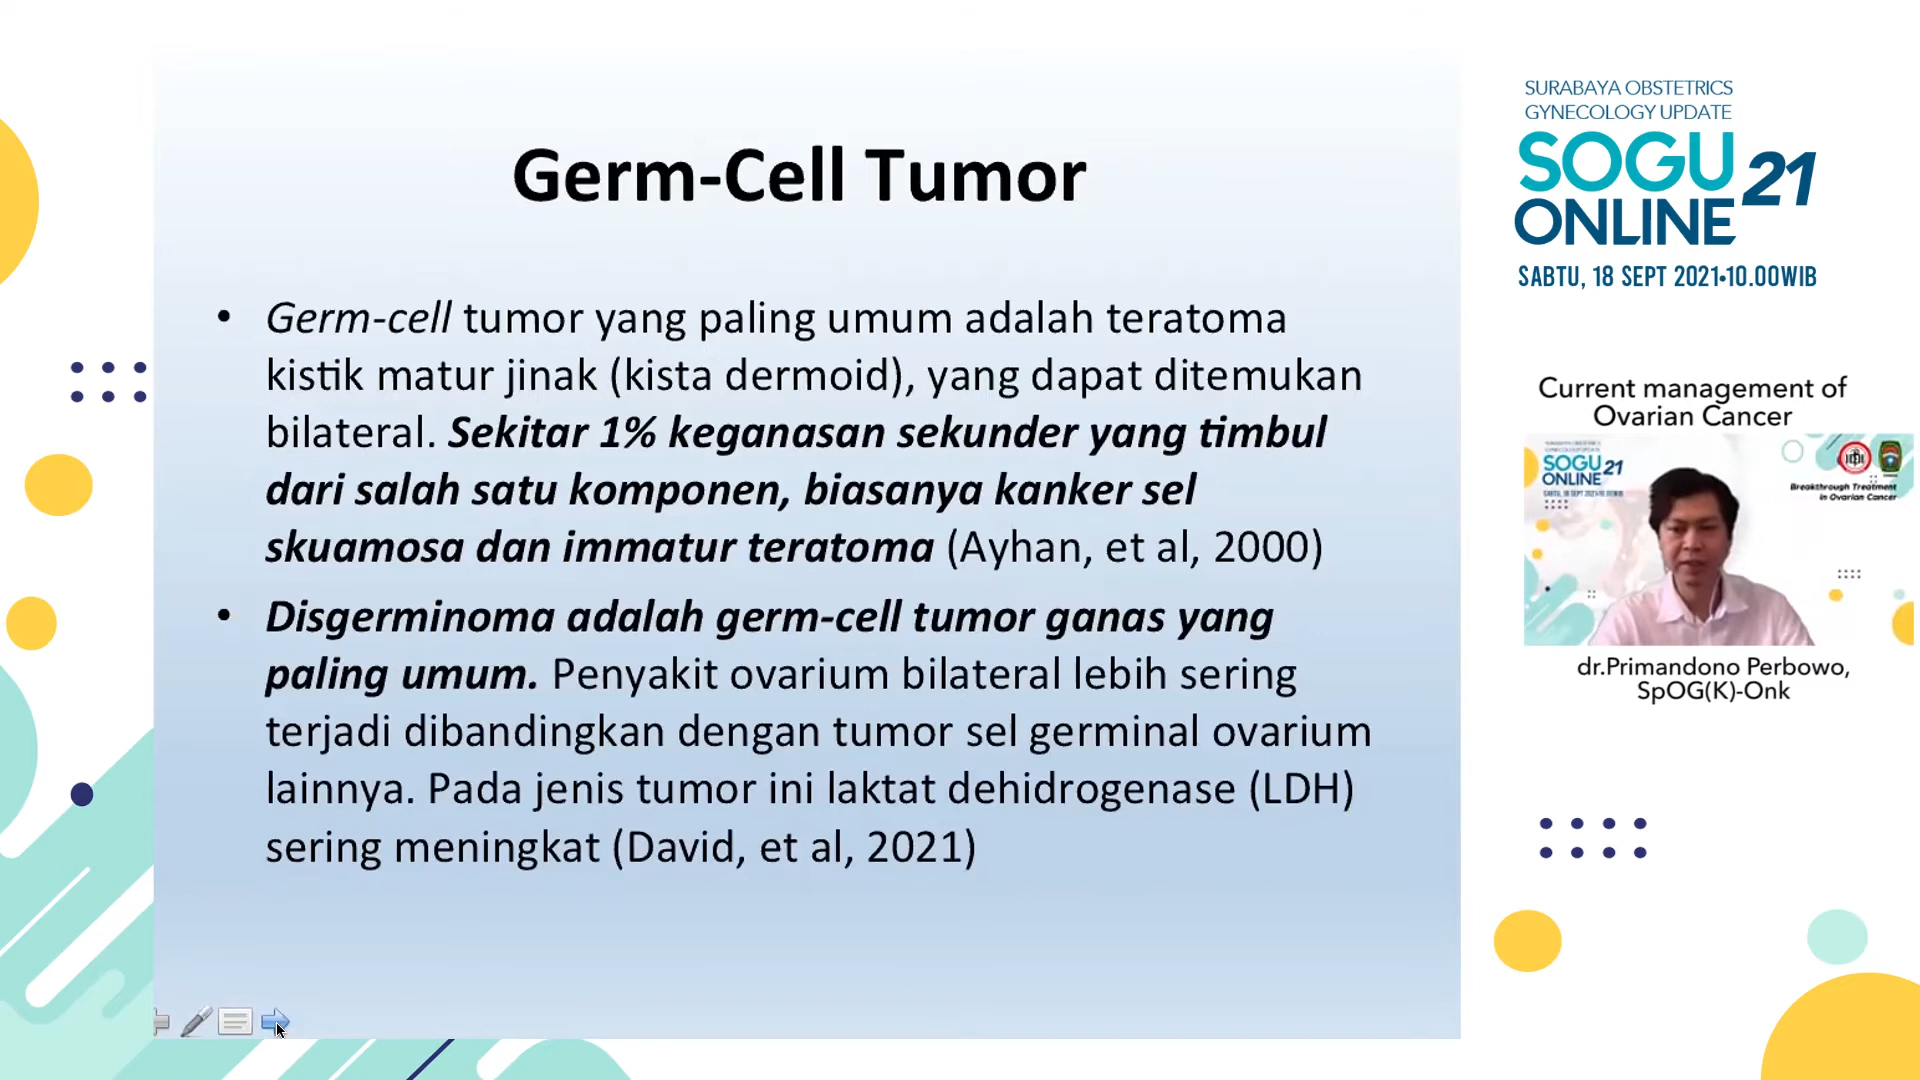 Germ-Cell Tumor
• Germ-cell tumor yang paling umum adalah teratoma
kistik matur jinak (kista dermoid), yang dapat ditemukan
bilateral. Sekitar 1% keganasan sekunder yang timbul
dari salah satu komponen, biasanya kanker sel
skuamosa dan immatur teratoma (Ayhan, et al, 2000)
• Disgerminoma adalah germ-cell tumor ganas yang
paling umum. Penyakit ovarium bilateral lebih sering
terjadi dibandingkan dengan tumor sel germinal ovarium
lainnya. Pada jenis tumor ini laktat dehidrogenase (LDH)
sering meningkat (David, et al, 2021)
SURABAYA OBSTETRICS
GYNECOLOGY UPDATE
SOGU 21
ONLINE
SABTU, 18 SEPT 2021•10.00WIB
Current management of
Ovarian Cancer
SOGU 21
ONLINE
Breakthrough Treatment
in Ovarian Cancer
dr.Primandono Perbowo,
SpOG(K)-Onk